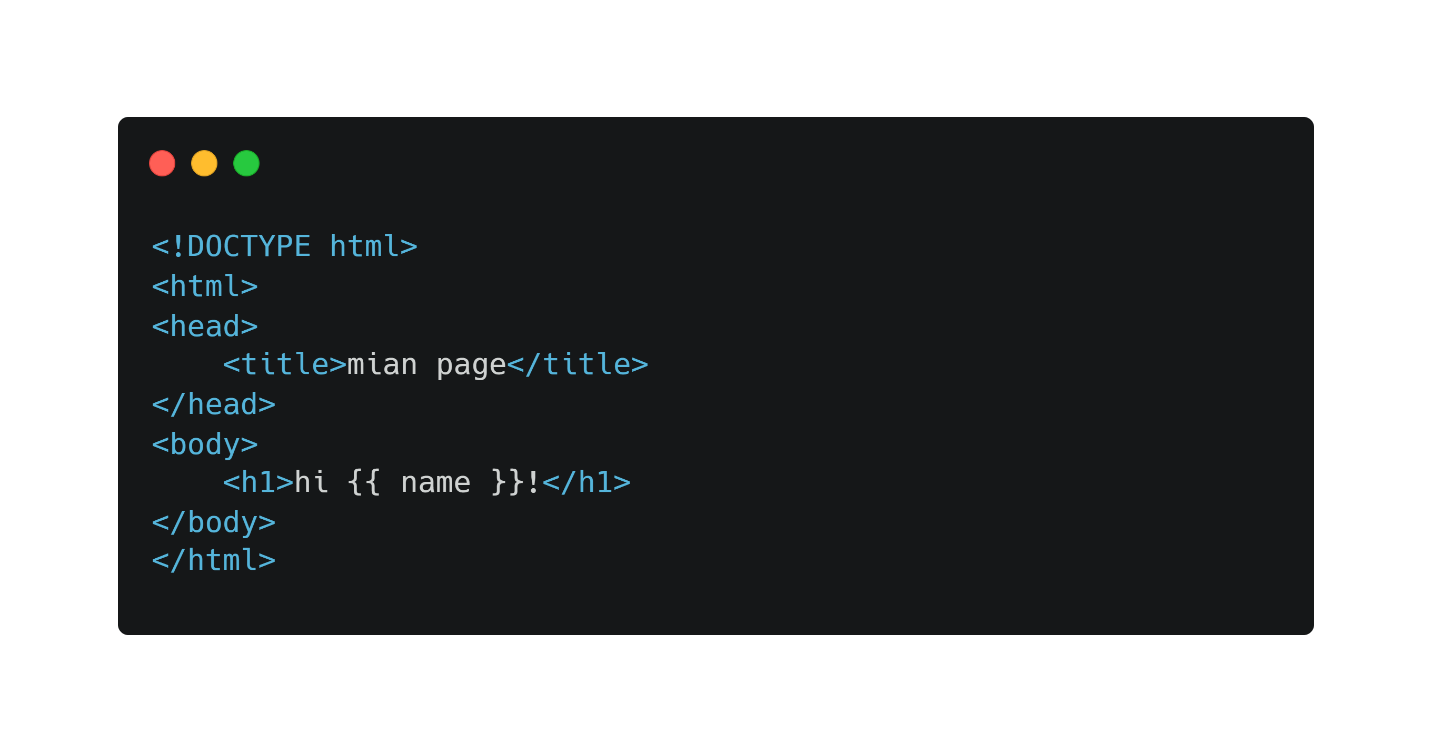 <!DOCTYPE html>
<html>
<head>
    <title>mian page</title>
</head>
<body>
    <h1>hi {{ name }}!</h1>
</body>
</html>